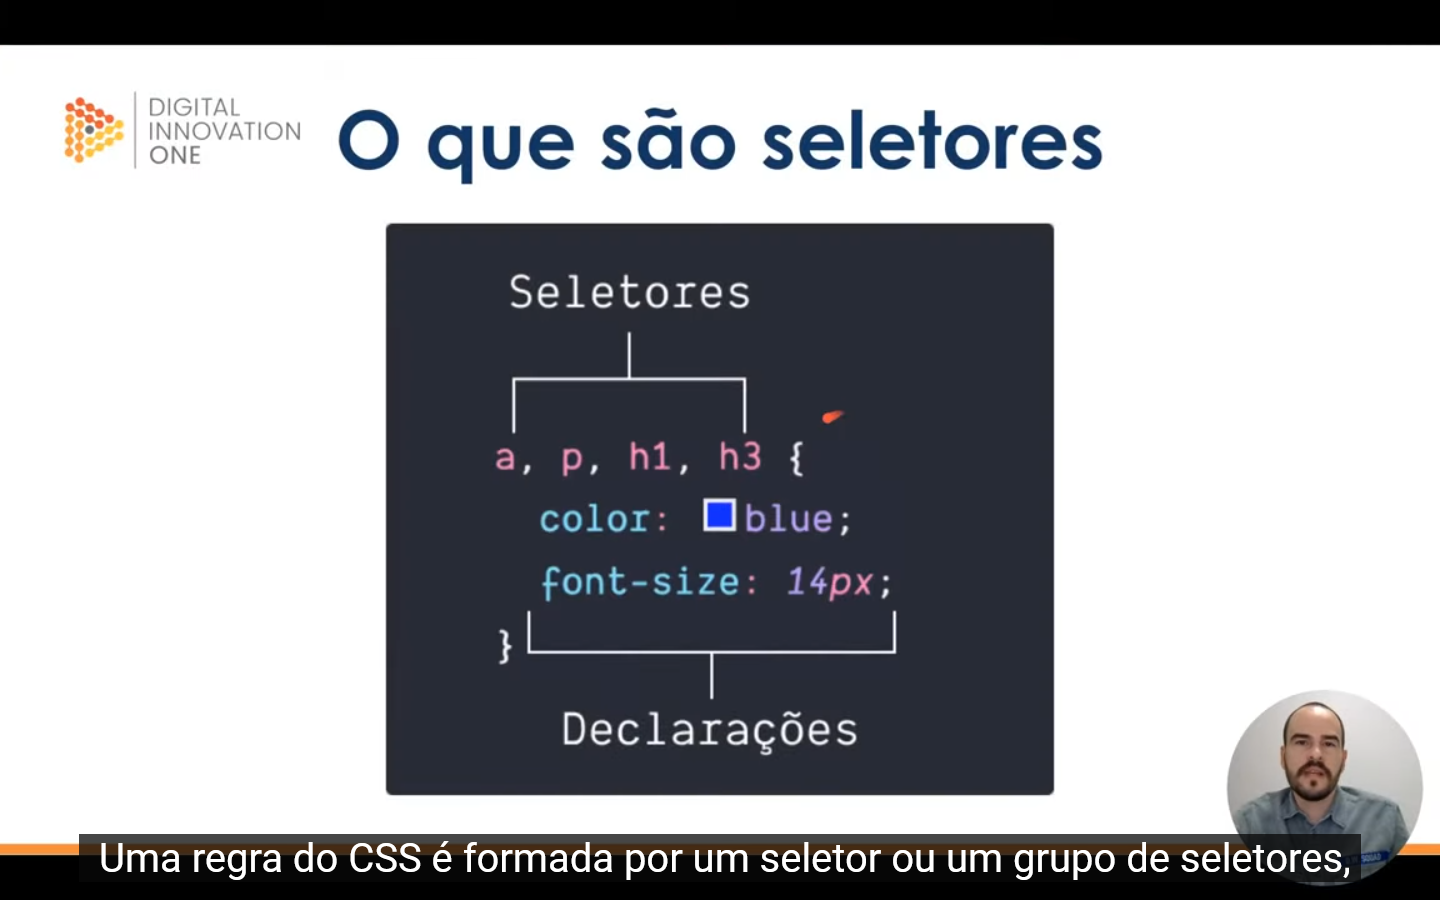 DIGITAL
INNOVATION
ONE
O que são seletores
Seletores
a, p, h1, h3 {
color: blue;
font-size: 14px;
}
Declarações
Uma regra do CSS é formada por um seletor ou um grupo de seletores,